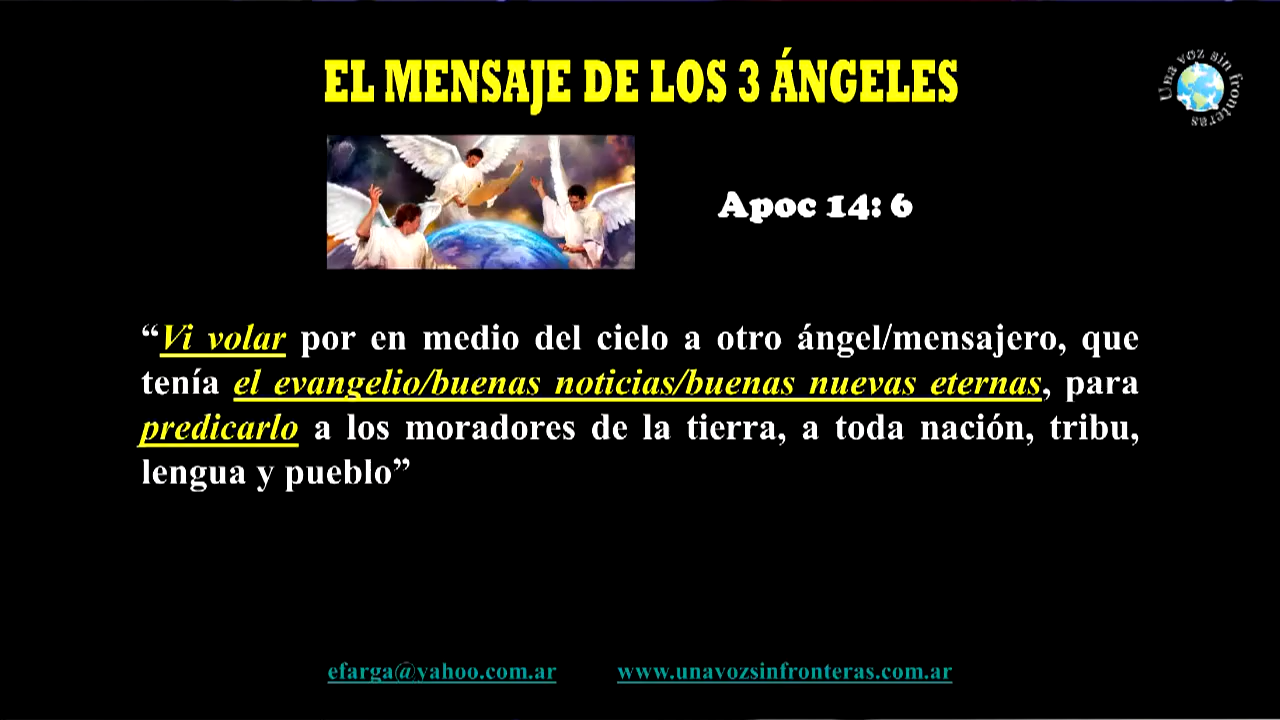 EL MENSAJE DE LOS 3 ÁNGELES
Una voz sin fronteras
Apoc 14: 6
“Vi volar por en medio del cielo a otro ángel/mensajero, que
tenía el evangelio/buenas noticias/buenas nuevas eternas, para
predicarlo a los moradores de la tierra, a toda nación, tribu,
lengua y pueblo”
efarga@yahoo.com.ar www.unavozsinfronteras.com.ar